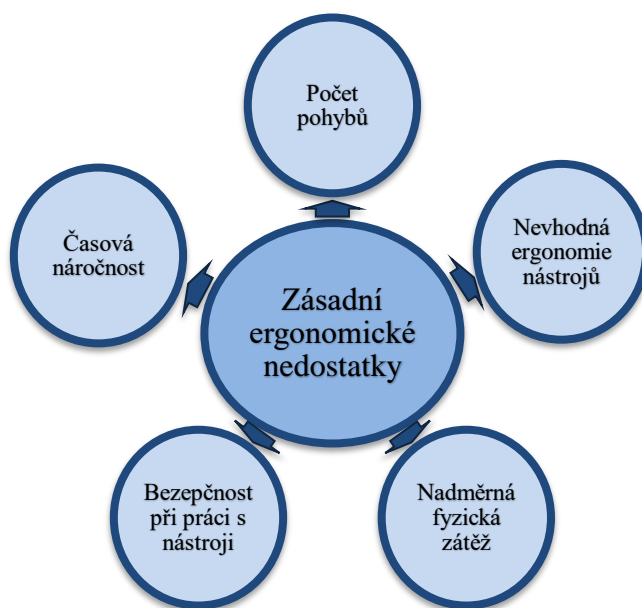 Počet
pohybů
Nevhodná
ergonomie
nástrojů
Časová
náročnost
Zásadní
ergonomické
nedostatky
Bezepčnost
při práci s
nástroji
Nadměrná
fyzická
zátěž